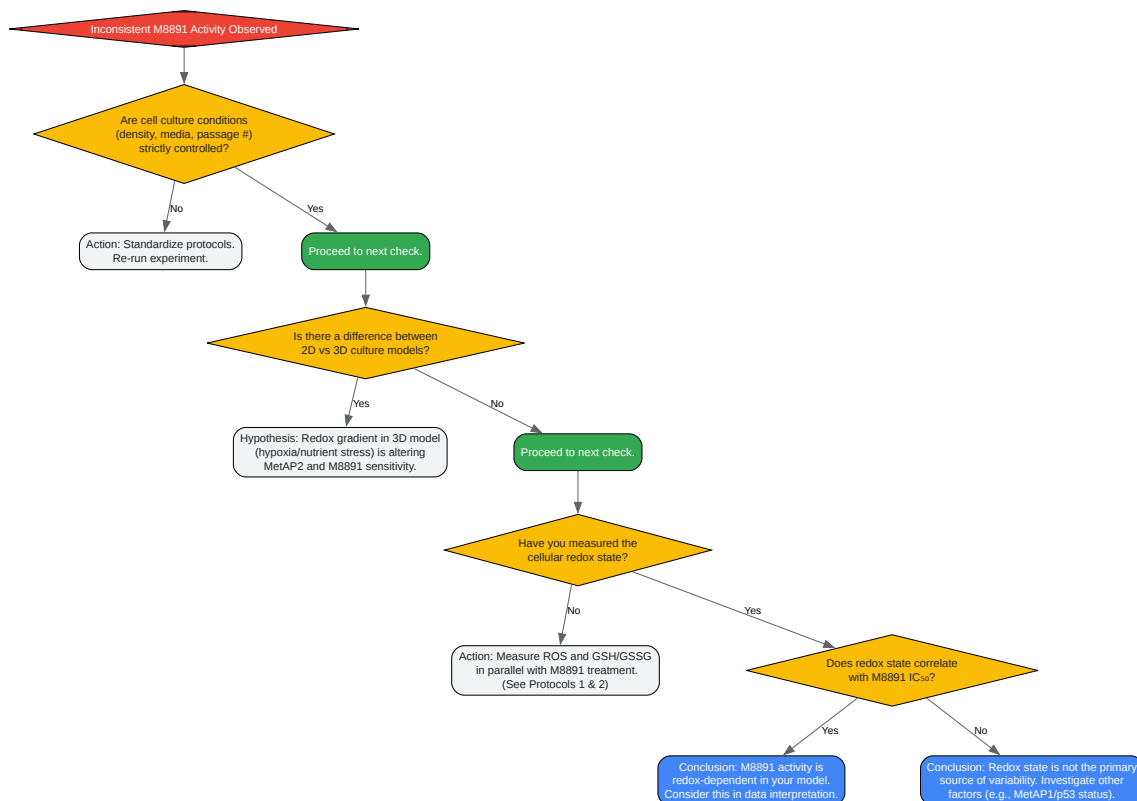 Inconsistent M8891 Activity Observed
Are cell culture conditions
(density, media, passage #)
strictly controlled?
No
Yes
Action: Standardize protocols.
Re-run experiment.
Proceed to next check.
Is there a difference between
2D vs 3D culture models?
Yes
No
Hypothesis: Redox gradient in 3D model
(hypoxia/nutrient stress) is altering
MetAP2 and M8891 sensitivity.
Proceed to next check.
Have you measured the
cellular redox state?
No
Yes
Action: Measure ROS and GSH/GSSG
in parallel with M8891 treatment.
(See Protocols 1 & 2)
Does redox state correlate
with M8891 IC₅₀?
Yes
No
Conclusion: M8891 activity is
redox-dependent in your model.
Consider this in data interpretation.
Conclusion: Redox state is not the primary
source of variability. Investigate other
factors (e.g., MetAP1/p53 status).